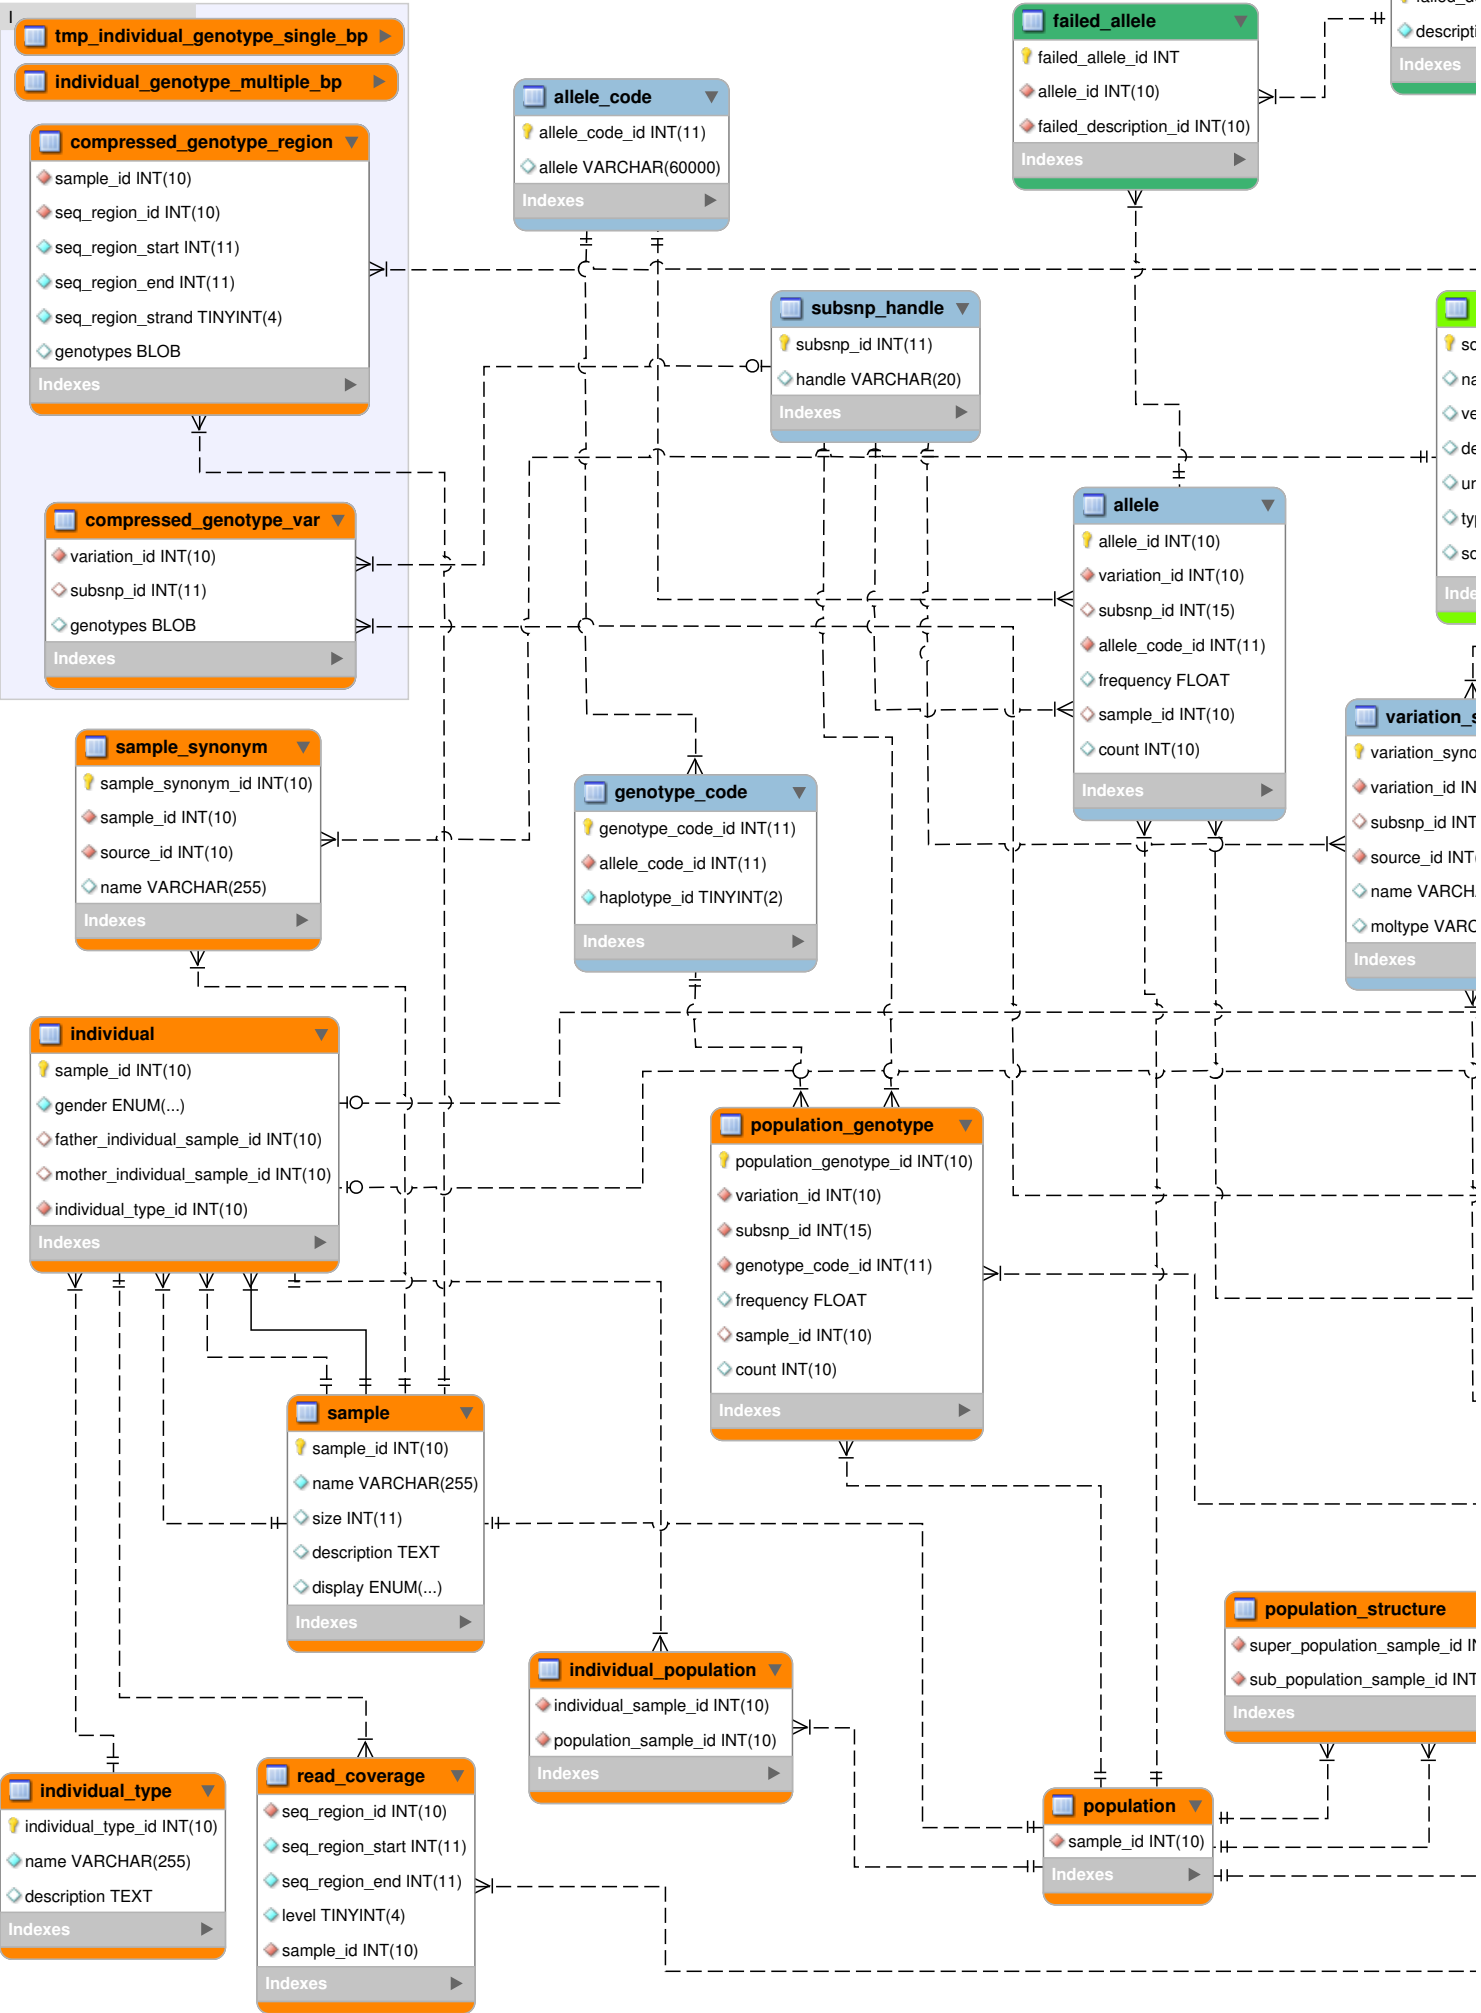 I
tmp_individual_genotype_single_bp
individual_genotype_multiple_bp
compressed_genotype_region
sample_id INT(10)
seq_region_id INT(10)
seq_region_start INT(11)
seq_region_end INT(11)
seq_region_strand TINYINT(4)
genotypes BLOB
Indexes
compressed_genotype_var
variation_id INT(10)
subsnp_id INT(11)
genotypes BLOB
Indexes
allele_code
allele_code_id INT(11)
allele VARCHAR(60000)
Indexes
failed_allele
failed_allele_id INT
allele_id INT(10)
failed_description_id INT(10)
Indexes
descripti
Indexes
subsnp_handle
subsnp_id INT(11)
handle VARCHAR(20)
Indexes
so
na
ve
de
ur
typ
so
Inde
allele
allele_id INT(10)
variation_id INT(10)
subsnp_id INT(15)
allele_code_id INT(11)
frequency FLOAT
sample_id INT(10)
count INT(10)
Indexes
variation_s
variation_syno
variation_id IN
subsnp_id INT
source_id INT(
name VARCH
moltype VARC
Indexes
sample_synonym
sample_synonym_id INT(10)
sample_id INT(10)
source_id INT(10)
name VARCHAR(255)
Indexes
genotype_code
genotype_code_id INT(11)
allele_code_id INT(11)
haplotype_id TINYINT(2)
Indexes
individual
sample_id INT(10)
gender ENUM(...)
father_individual_sample_id INT(10)
mother_individual_sample_id INT(10)
individual_type_id INT(10)
Indexes
population_genotype
population_genotype_id INT(10)
variation_id INT(10)
subsnp_id INT(15)
genotype_code_id INT(11)
frequency FLOAT
sample_id INT(10)
count INT(10)
Indexes
sample
sample_id INT(10)
name VARCHAR(255)
size INT(11)
description TEXT
display ENUM(...)
Indexes
individual_population
individual_sample_id INT(10)
population_sample_id INT(10)
Indexes
population_structure
super_population_sample_id IN
sub_population_sample_id INT
Indexes
individual_type
individual_type_id INT(10)
name VARCHAR(255)
description TEXT
Indexes
read_coverage
seq_region_id INT(10)
seq_region_start INT(11)
seq_region_end INT(11)
level TINYINT(4)
sample_id INT(10)
Indexes
population
sample_id INT(10)
Indexes